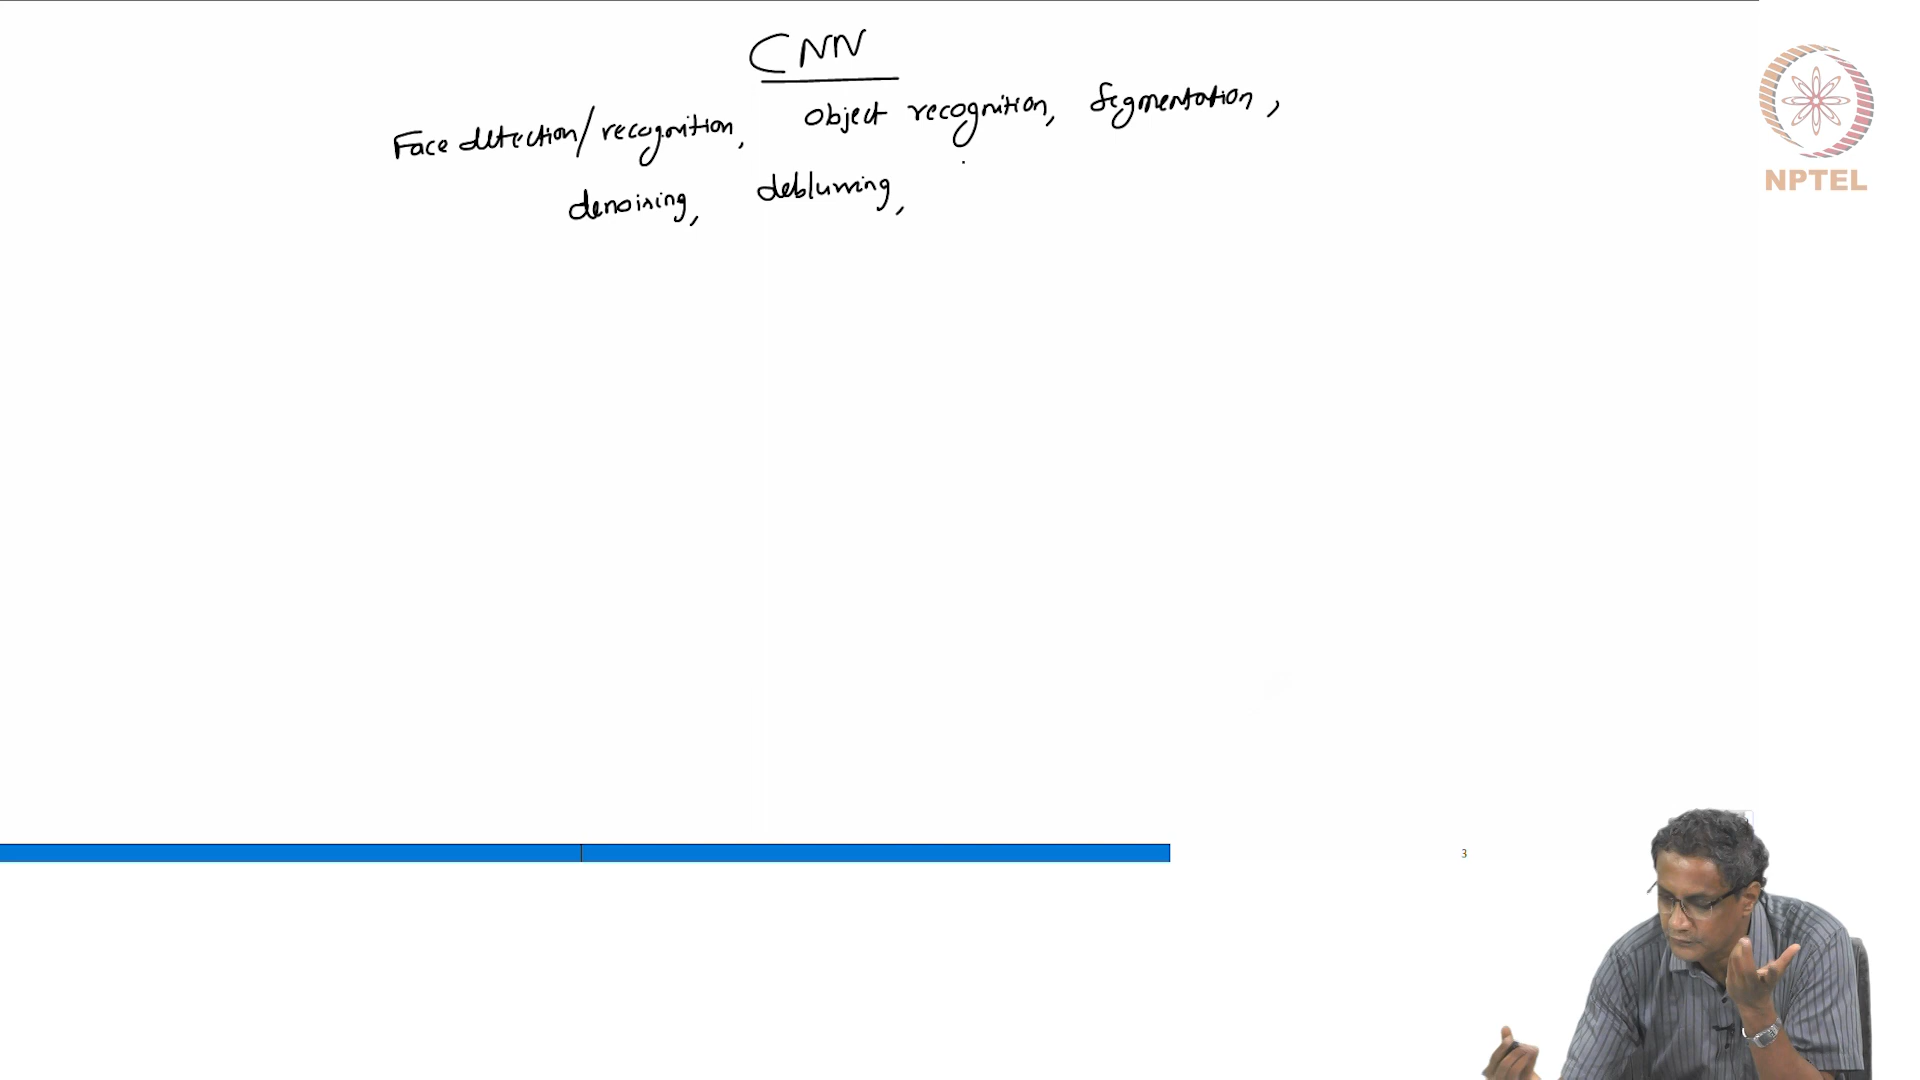 CNN
Face detection/recognition, object recognition, Segmentation,
denoising, deblurring,
NPTEL
3